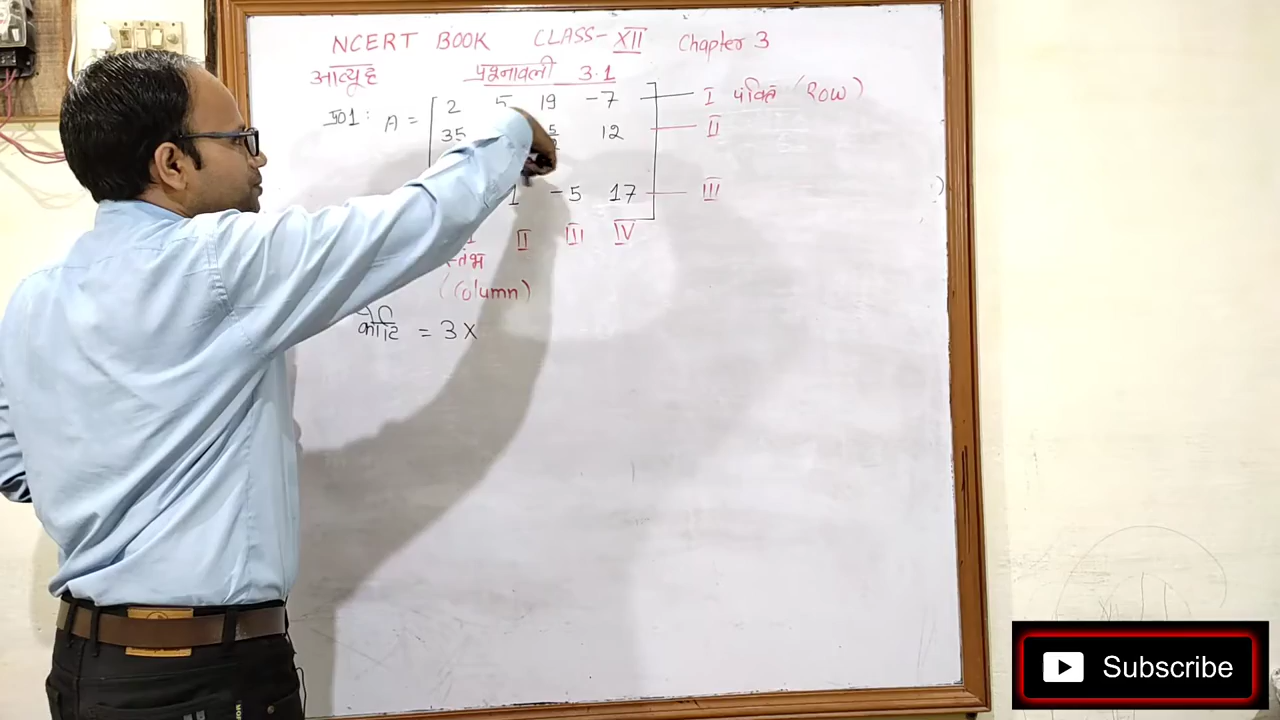 NCERT BOOK CLASS-XII Chapter 3
आव्यूह प्रश्नावली 3.1
प्र01: A = 2 5 19 -7 I पंक्ति (ROW)
35 5 12 II
1 -5 17 III
II III IV
स्तंभ
(Column)
कोटि = 3 X
Subscribe